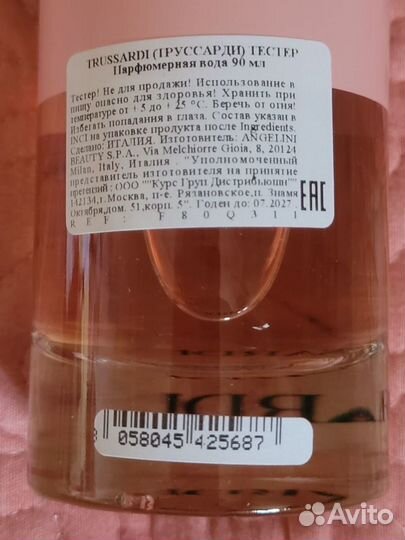 TRUSSARDI (ТРУССАРДИ) ТЕСТЕР
Парфюмерная вода 90 мл
Тестер! Не для продажи! Использование в
пищу опасно для здоровья! Хранить при
температуре от + 5 до + 25 °C. Беречь от огня!
Избегать попадания в глаза. Состав указан в
INCI на упаковке продукта после Ingredients.
Сделано: ИТАЛИЯ. Изготовитель: ANGELINI
BEAUTY S.P.A., Via Melchiorre Gioia, 8, 20124
Milan, Italy, Италия . "Уполномоченный
представитель изготовителя на принятие
претензий: ООО ""Курс Груп Дистрибьюшн""
142134,г.Москва, п-е. Рязановское,п. Знамя
Октября,дом. 51,корп. 5". Годен до: 07.2027 .
REF: F80Q311
EAC
8 058045 425687
Avito